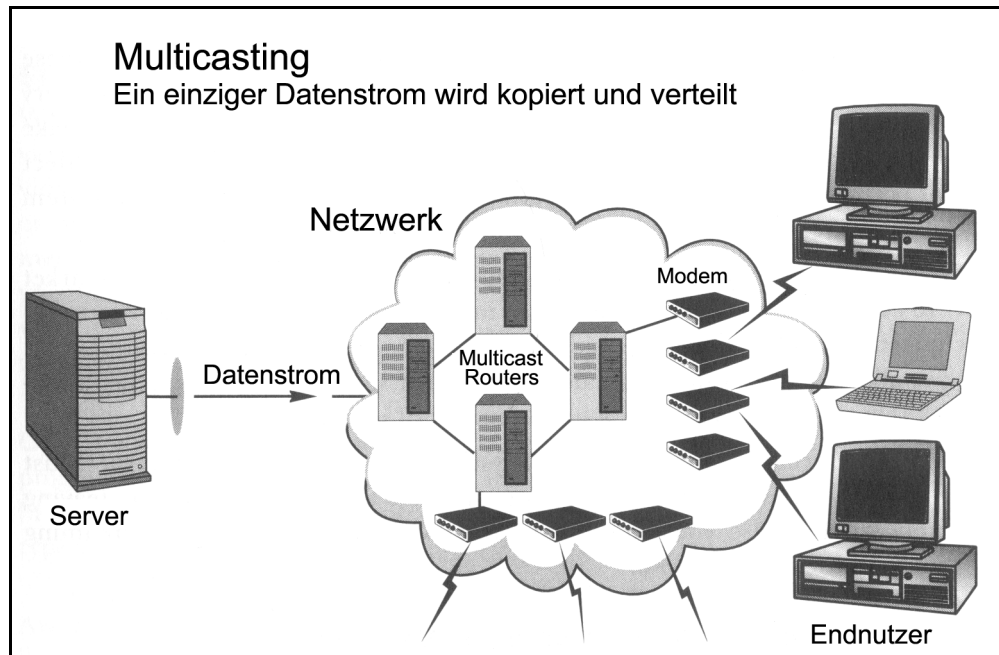 Multicasting
Ein einziger Datenstrom wird kopiert und verteilt
Netzwerk
Modem
Multicast
Routers
Datenstrom
Server
Endnutzer